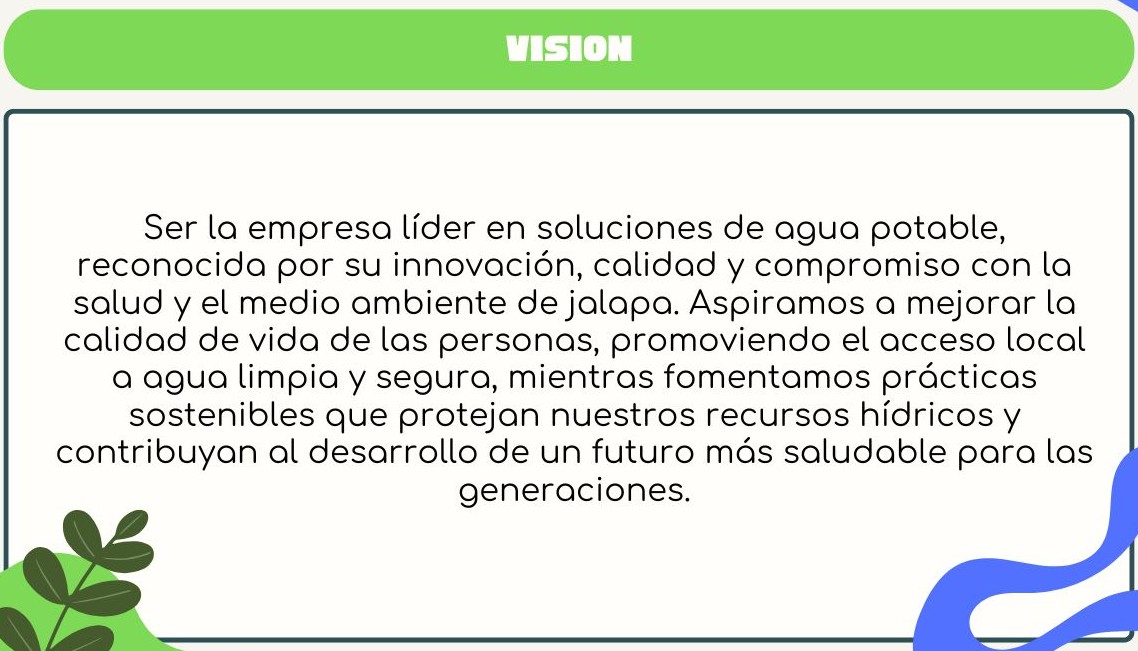 VISION
Ser la empresa líder en soluciones de agua potable,
reconocida por su innovación, calidad y compromiso con la
salud y el medio ambiente de jalapa. Aspiramos a mejorar la
calidad de vida de las personas, promoviendo el acceso local
a agua limpia y segura, mientras fomentamos prácticas
sostenibles que protejan nuestros recursos hídricos y
contribuyan al desarrollo de un futuro más saludable para las
generaciones.